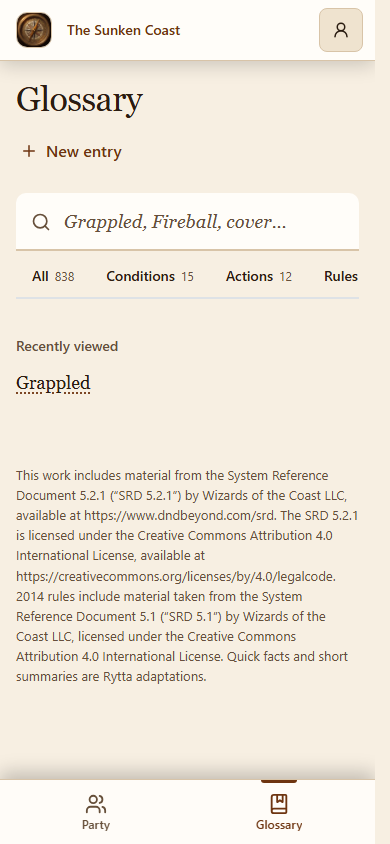 The Sunken Coast
Glossary
+ New entry
Grappled, Fireball, cover...
All 838 Conditions 15 Actions 12 Rules
Recently viewed
Grappled
This work includes material from the System Reference
Document 5.2.1 (“SRD 5.2.1”) by Wizards of the Coast LLC,
available at https://www.dndbeyond.com/srd. The SRD 5.2.1
is licensed under the Creative Commons Attribution 4.0
International License, available at
https://creativecommons.org/licenses/by/4.0/legalcode.
2014 rules include material taken from the System
Reference Document 5.1 (“SRD 5.1”) by Wizards of the
Coast LLC, licensed under the Creative Commons
Attribution 4.0 International License. Quick facts and short
summaries are Rytta adaptations.
Party Glossary